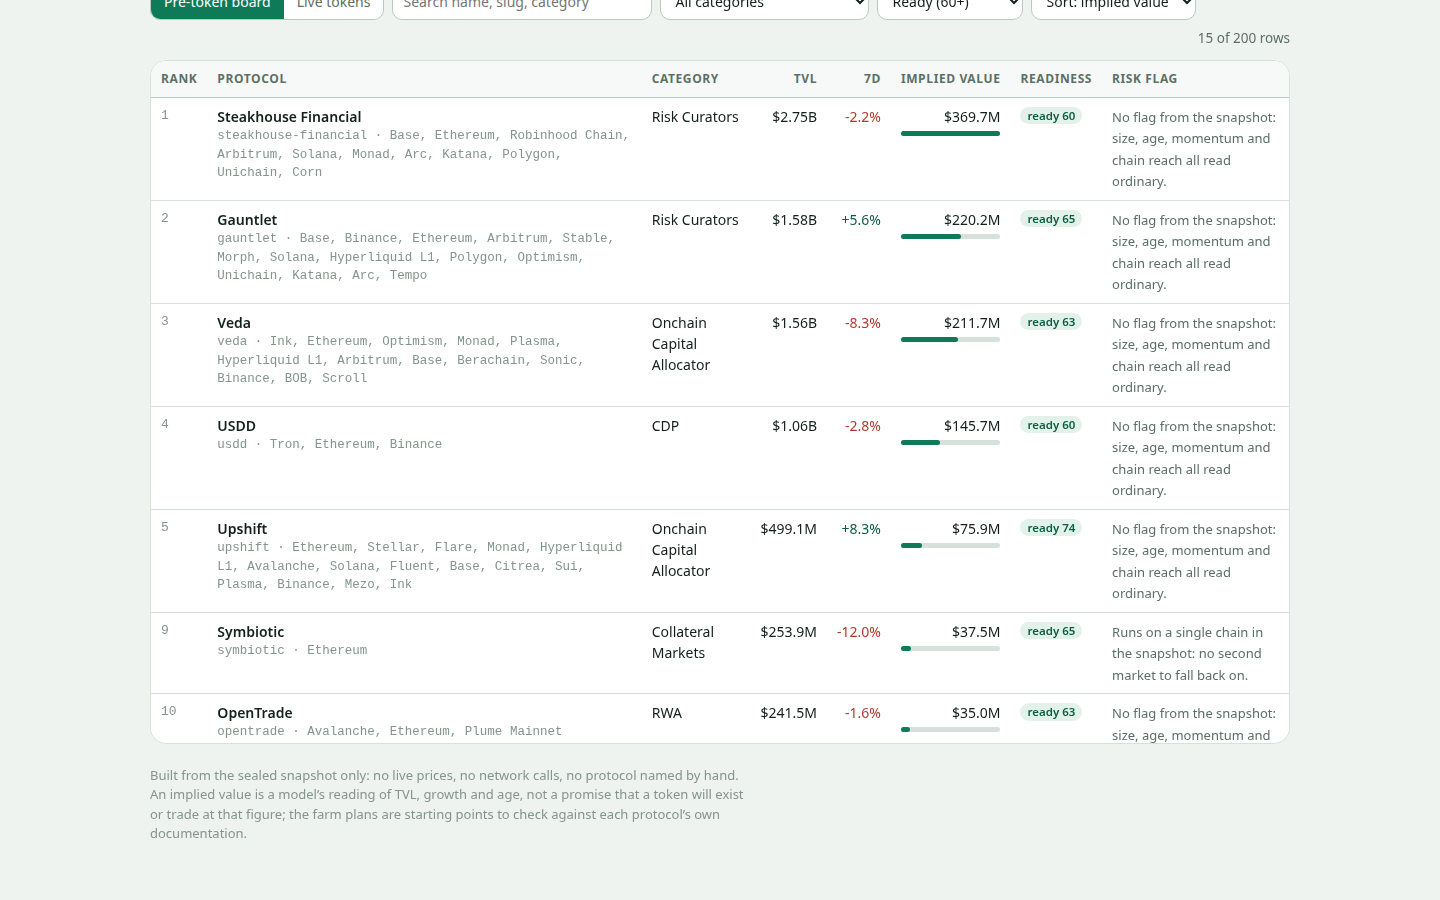 Pre-token board Live tokens Search name, slug, category All categories Ready (60+) Sort: Implied value
15 of 200 rows
RANK PROTOCOL CATEGORY TVL 7D IMPLIED VALUE READINESS RISK FLAG
1 Steakhouse Financial Risk Curators $2.75B -2.2% $369.7M ready 60 No flag from the snapshot:
steakhouse-financial · Base, Ethereum, Robinhood Chain, size, age, momentum and
Arbitrum, Solana, Monad, Arc, Katana, Polygon, chain reach all read
Unichain, Corn ordinary.
2 Gauntlet Risk Curators $1.58B +5.6% $220.2M ready 65 No flag from the snapshot:
gauntlet · Base, Binance, Ethereum, Arbitrum, Stable, size, age, momentum and
Morph, Solana, Hyperliquid L1, Polygon, Optimism, chain reach all read
Unichain, Katana, Arc, Tempo ordinary.
3 Veda Onchain $1.56B -8.3% $211.7M ready 63 No flag from the snapshot:
veda · Ink, Ethereum, Optimism, Monad, Plasma, Capital size, age, momentum and
Hyperliquid L1, Arbitrum, Base, Berachain, Sonic, Allocator chain reach all read
Binance, BOB, Scroll ordinary.
4 USDD CDP $1.06B -2.8% $145.7M ready 60 No flag from the snapshot:
usdd · Tron, Ethereum, Binance size, age, momentum and
chain reach all read
ordinary.
5 Upshift Onchain $499.1M +8.3% $75.9M ready 74 No flag from the snapshot:
upshift · Ethereum, Stellar, Flare, Monad, Hyperliquid Capital size, age, momentum and
L1, Avalanche, Solana, Fluent, Base, Citrea, Sui, Allocator chain reach all read
Plasma, Binance, Mezo, Ink ordinary.
9 Symbiotic Collateral $253.9M -12.0% $37.5M ready 65 Runs on a single chain in
symbiotic · Ethereum Markets the snapshot: no second
market to fall back on.
10 OpenTrade RWA $241.5M -1.6% $35.0M ready 63 No flag from the snapshot:
opentrade · Avalanche, Ethereum, Plume Mainnet size, age, momentum and
Built from the sealed snapshot only: no live prices, no network calls, no protocol named by hand.
An implied value is a model's reading of TVL, growth and age, not a promise that a token will exist
or trade at that figure; the farm plans are starting points to check against each protocol's own
documentation.